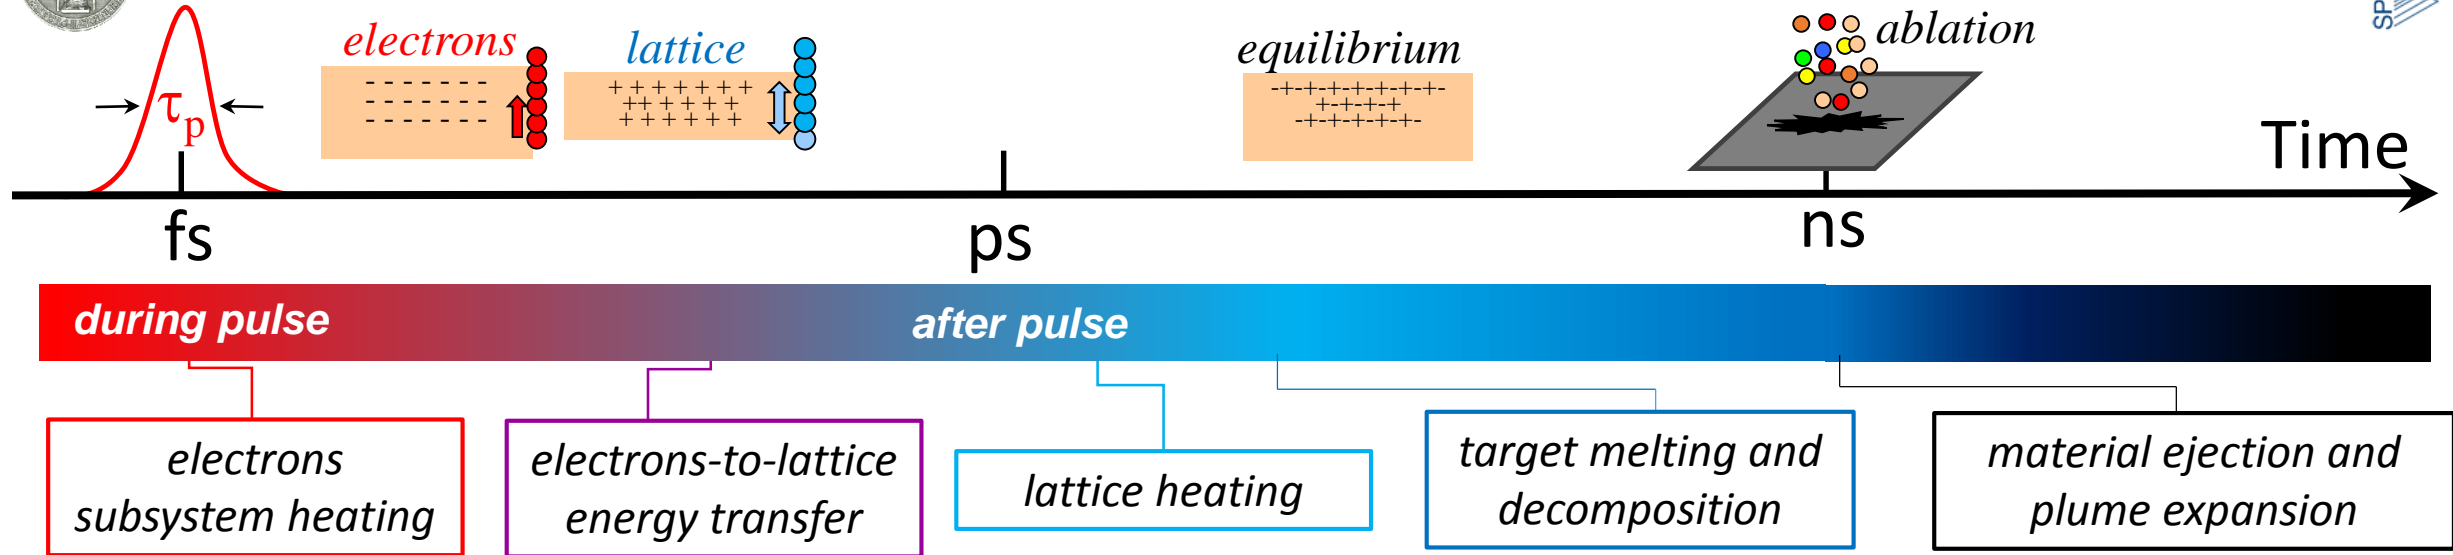 electrons
lattice
equilibrium
ablation
- - - - - - -
- - - - - - -
- - - - - - -
+ + + + + + +
++ + + + +
+ + + + + +
-+-+-+-+-+-+-+-
+-+-+-+
-+-+-+-+-+-
τp
Time
fs
ps
ns
SP
during pulse
after pulse
electrons
subsystem heating
electrons-to-lattice
energy transfer
lattice heating
target melting and
decomposition
material ejection and
plume expansion